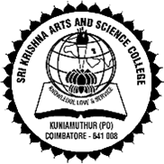 SRI KRISHNA ARTS AND SCIENCE COLLEGE
KNOWLEDGE LOVE & SERVICE
KUNIAMUTHUR (PO)
COIMBATORE - 641 008